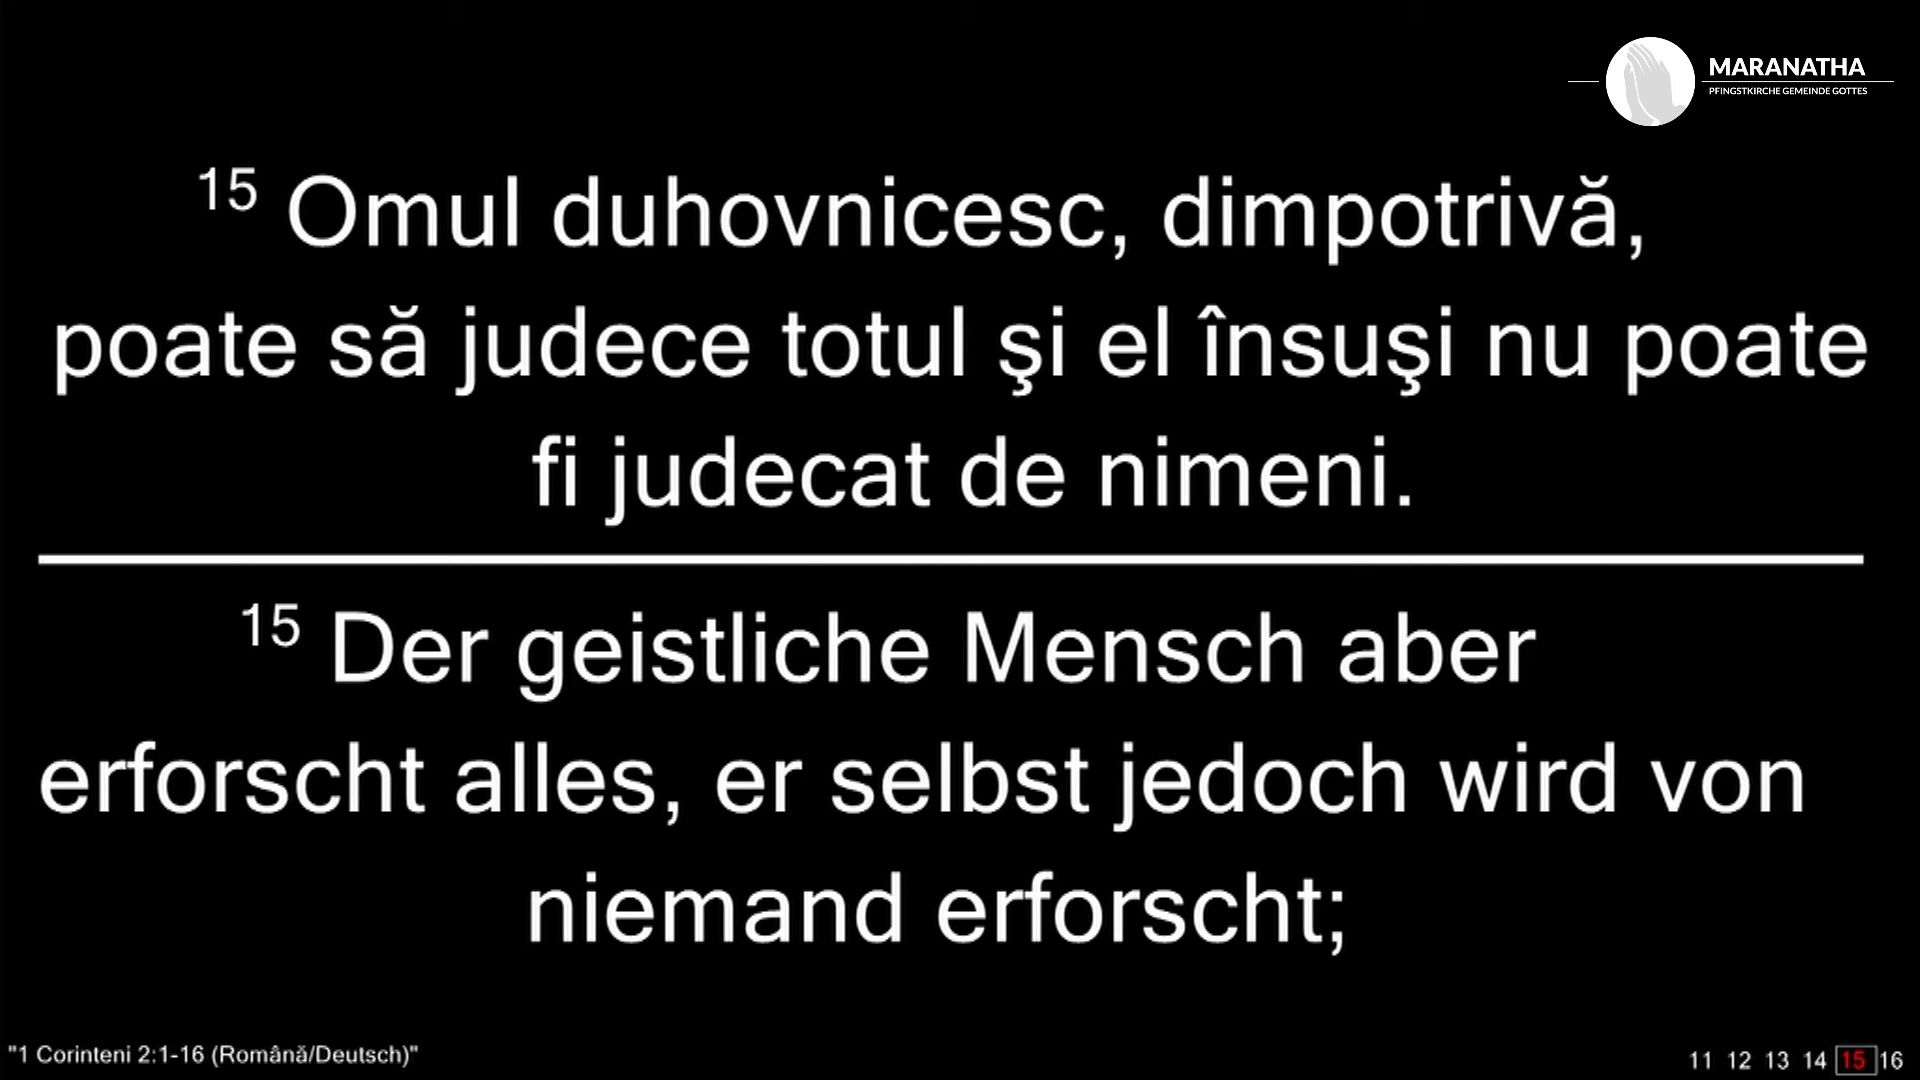 MARANATHA
PFINGSTKIRCHE GEMEINDE GOTTES
15 Omul duhovnicesc, dimpotrivă,
poate să judece totul şi el însuşi nu poate
fi judecat de nimeni.
15 Der geistliche Mensch aber
erforscht alles, er selbst jedoch wird von
niemand erforscht;
"1 Corinteni 2:1-16 (Română/Deutsch)"
11 12 13 14 15 16